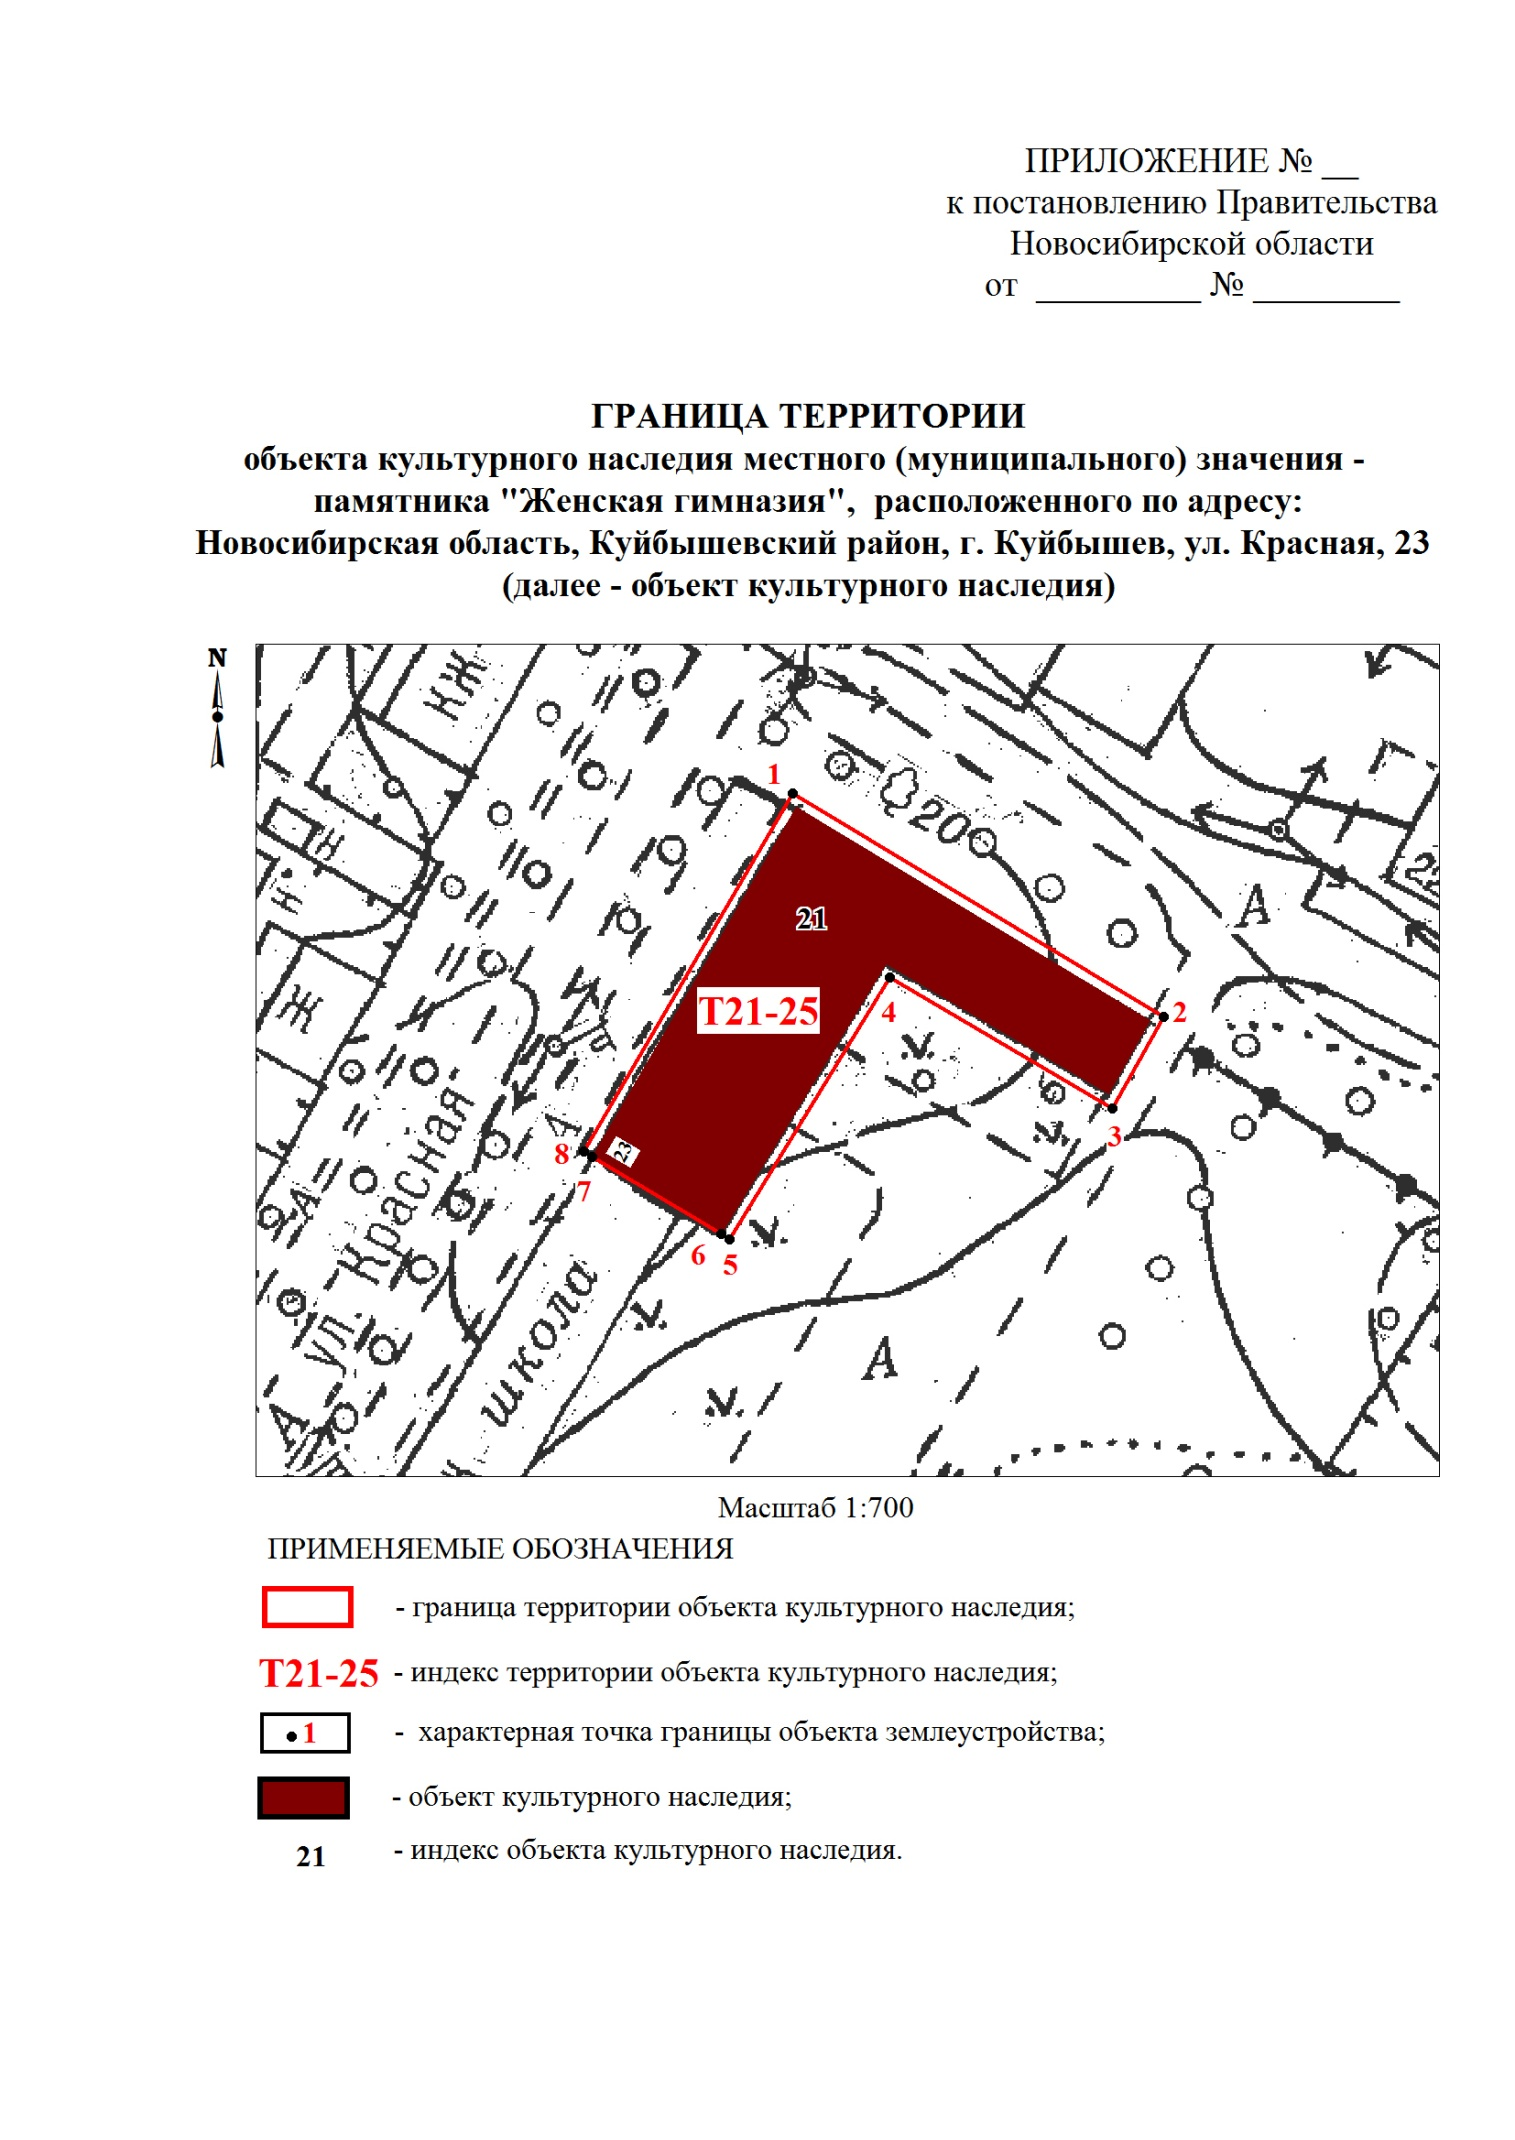 ПРИЛОЖЕНИЕ № __
к постановлению Правительства
Новосибирской области
от _________ № ________
ГРАНИЦА ТЕРРИТОРИИ
объекта культурного наследия местного (муниципального) значения -
памятника "Женская гимназия", расположенного по адресу:
Новосибирская область, Куйбышевский район, г. Куйбышев, ул. Красная, 23
(далее - объект культурного наследия)
N
КЖ
1
20
Н
Н
21
А
2
Ж
Т21-25
4
3
А
8
23
7
6
5
ул. Красная
школа
А
А
Масштаб 1:700
ПРИМЕНЯЕМЫЕ ОБОЗНАЧЕНИЯ
- граница территории объекта культурного наследия;
Т21-25 - индекс территории объекта культурного наследия;
1 - характерная точка границы объекта землеустройства;
- объект культурного наследия;
21 - индекс объекта культурного наследия.